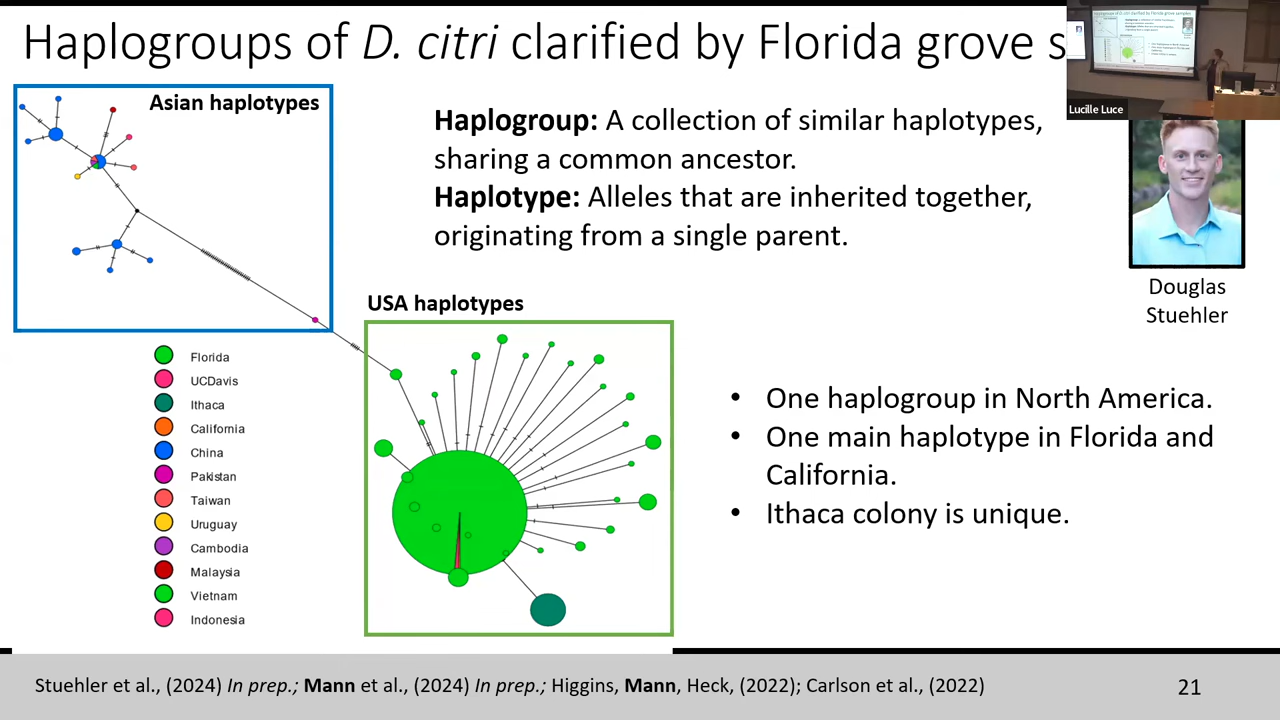 Haplogroups of D. citri clarified by Florida grove s
Lucille Luce
Asian haplotypes
Haplogroup: A collection of similar haplotypes,
sharing a common ancestor.
Haplotype: Alleles that are inherited together,
originating from a single parent.
Douglas
Stuehler
USA haplotypes
Florida
UCDavis
Ithaca
California
China
Pakistan
Taiwan
Uruguay
Cambodia
Malaysia
Vietnam
Indonesia
• One haplogroup in North America.
• One main haplotype in Florida and
California.
• Ithaca colony is unique.
Stuehler et al., (2024) In prep.; Mann et al., (2024) In prep.; Higgins, Mann, Heck, (2022); Carlson et al., (2022)
21